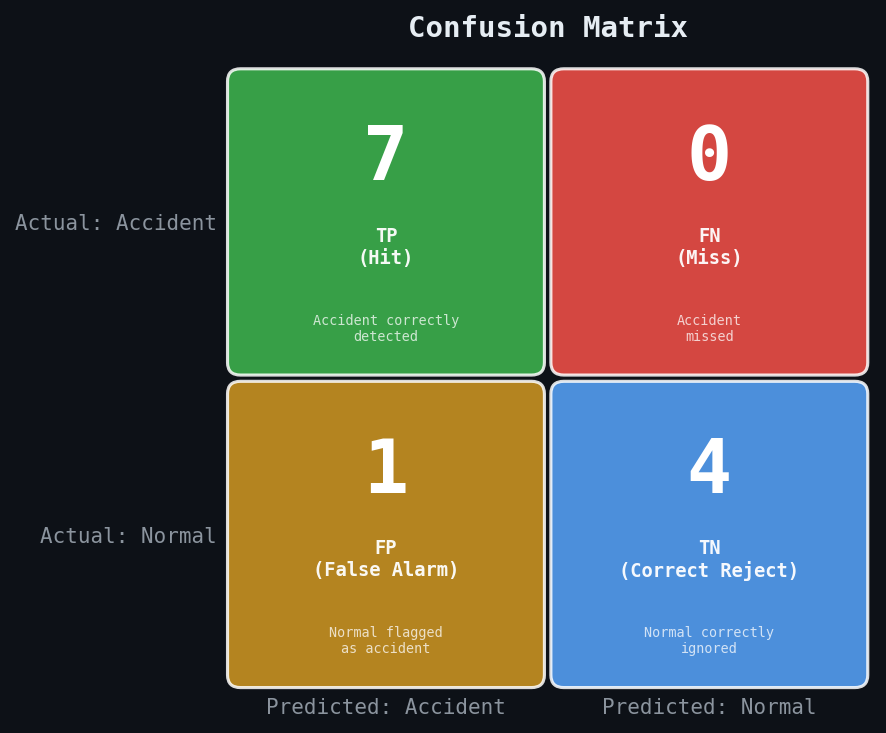 Confusion Matrix
Actual: Accident
7
TP
(Hit)
Accident correctly
detected
0
FN
(Miss)
Accident
missed
Actual: Normal
1
FP
(False Alarm)
Normal flagged
as accident
4
TN
(Correct Reject)
Normal correctly
ignored
Predicted: Accident
Predicted: Normal